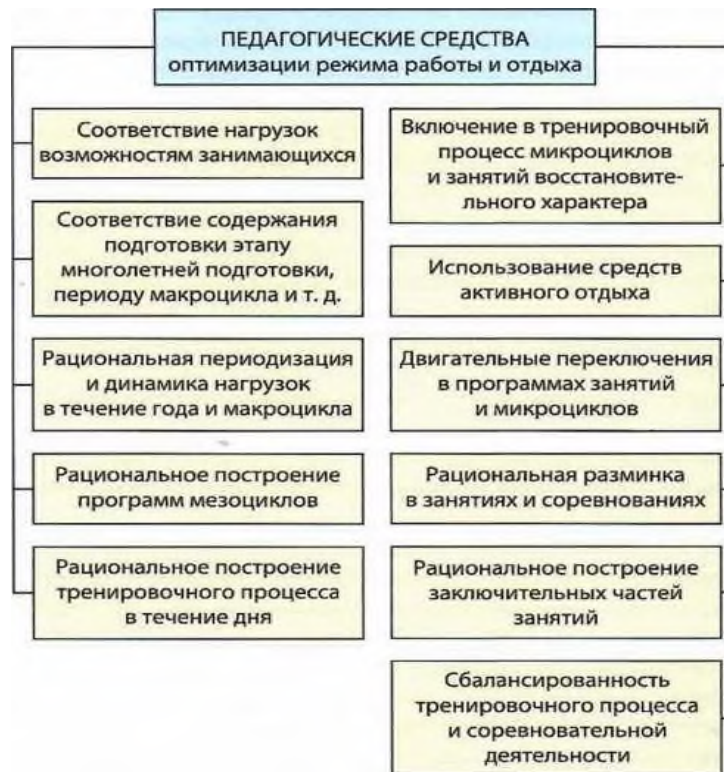 ПЕДАГОГИЧЕСКИЕ СРЕДСТВА
оптимизации режима работы и отдыха
Соответствие нагрузок
возможностям занимающихся
Соответствие содержания
подготовки этапу
многолетней подготовки,
периоду макроцикла и т. д.
Рациональная периодизация
и динамика нагрузок
в течение года и макроцикла
Рациональное построение
программ мезоциклов
Рациональное построение
тренировочного процесса
в течение дня
Включение в тренировочный
процесс микроциклов
и занятий восстановите-
льного характера
Использование средств
активного отдыха
Двигательные переключения
в программах занятий
и микроциклов
Рациональная разминка
в занятиях и соревнованиях
Рациональное построение
заключительных частей
занятий
Сбалансированность
тренировочного процесса
и соревновательной
деятельности